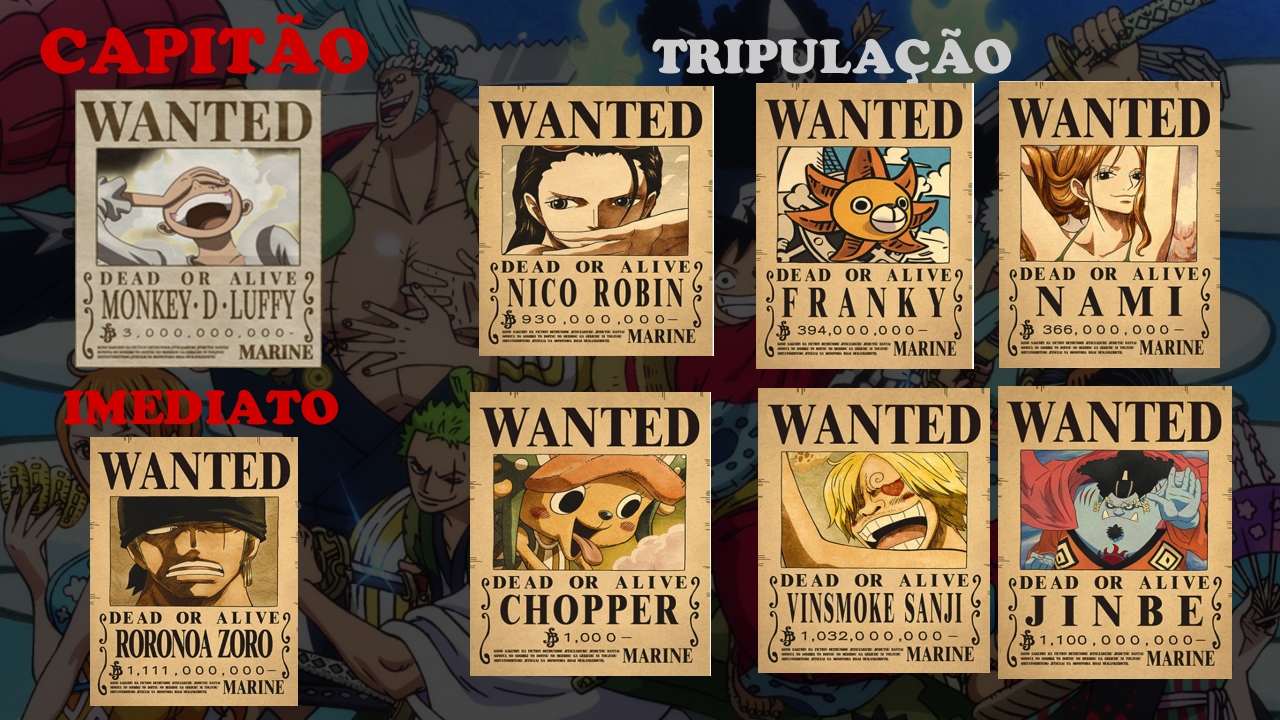 CAPITÃO
WANTED
DEAD OR ALIVE
MONKEY·D·LUFFY
฿3,000,000,000-
MARINE
IMEDIATO
WANTED
DEAD OR ALIVE
RORONOA ZORO
฿1,111,000,000-
MARINE
TRIPULAÇÃO
WANTED
DEAD OR ALIVE
NICO ROBIN
฿930,000,000-
MARINE
WANTED
DEAD OR ALIVE
FRANKY
฿394,000,000-
MARINE
WANTED
DEAD OR ALIVE
NAMI
฿366,000,000-
MARINE
WANTED
DEAD OR ALIVE
CHOPPER
฿1,000-
MARINE
WANTED
DEAD OR ALIVE
VINSMOKE SANJI
฿1,032,000,000-
MARINE
WANTED
DEAD OR ALIVE
JINBE
฿1,100,000,000-
MARINE